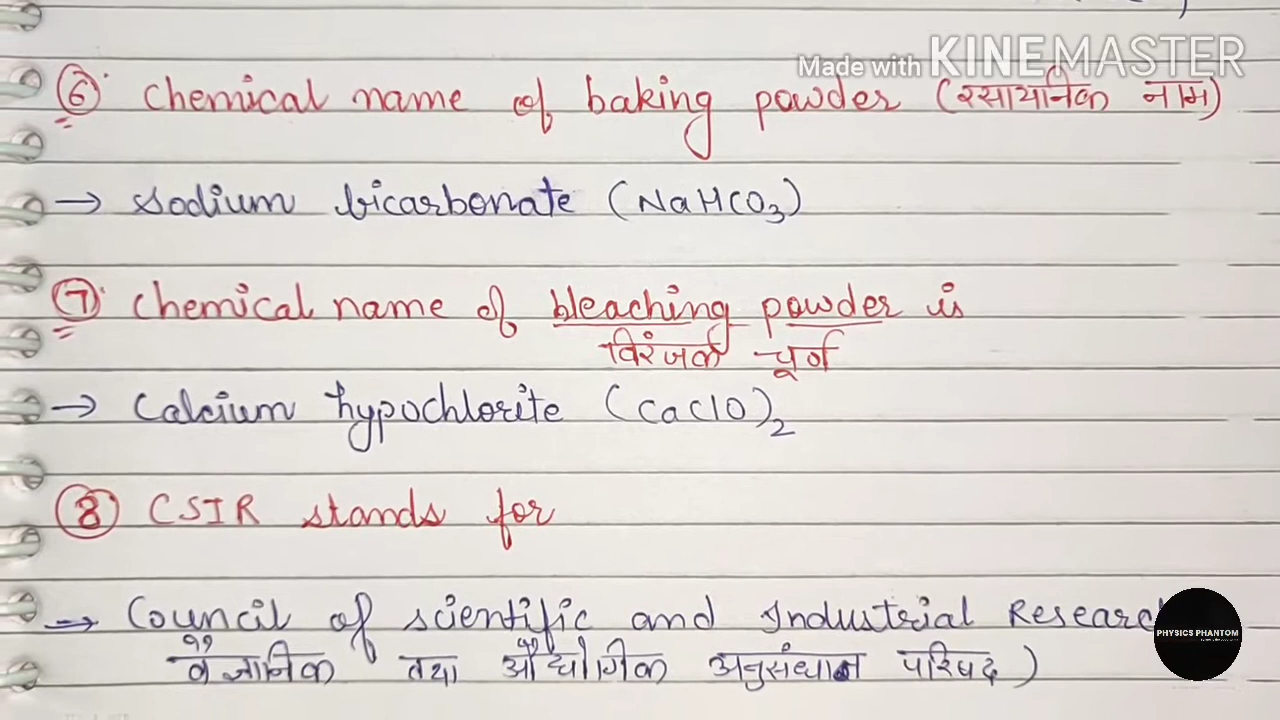 Made with KINEMASTER
⑥ Chemical name of baking powder (रसायनिक नाम)
→ Sodium bicarbonate (NaHCO₃)
⑦ Chemical name of bleaching powder is
विरंजक चूर्ण
→ Calcium hypochlorite (CaClO)₂
⑧ CSIR stands for
→ Council of scientific and Industrial Researc
वैज्ञानिक तथा औद्योगिक अनुसंधान परिषद)
PHYSICS PHANTOM